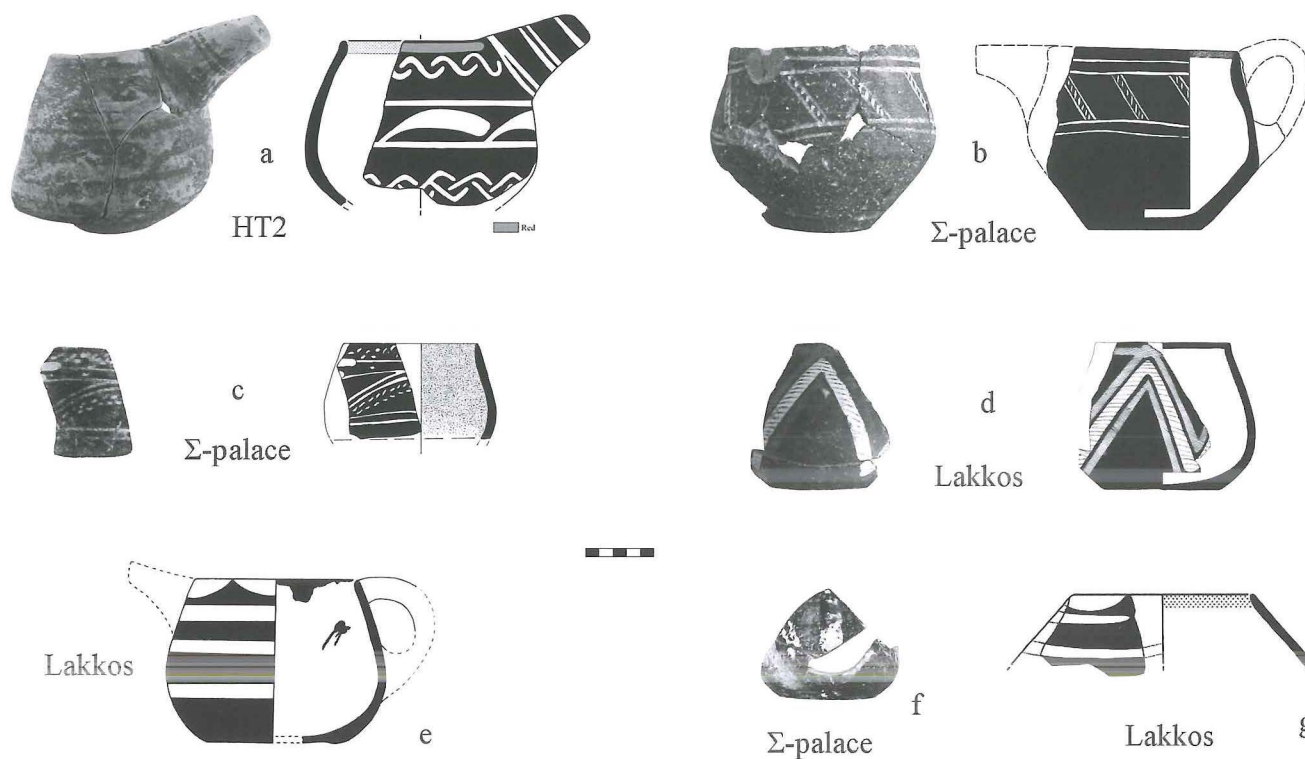 a
HT2
Red
b
Σ-palace
c
Σ-palace
d
Lakkos
Lakkos
e
f
Σ-palace
g
Lakkos